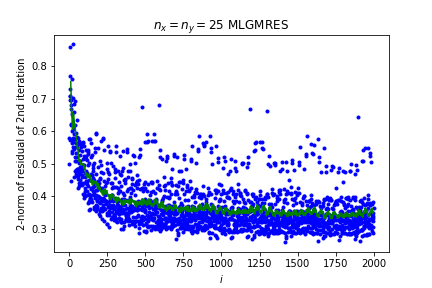 $n_x = n_y = 25$ MLGMRES
2-norm of residual of 2nd iteration
0.8
0.7
0.6
0.5
0.4
0.3
0 250 500 750 1000 1250 1500 1750 2000
i